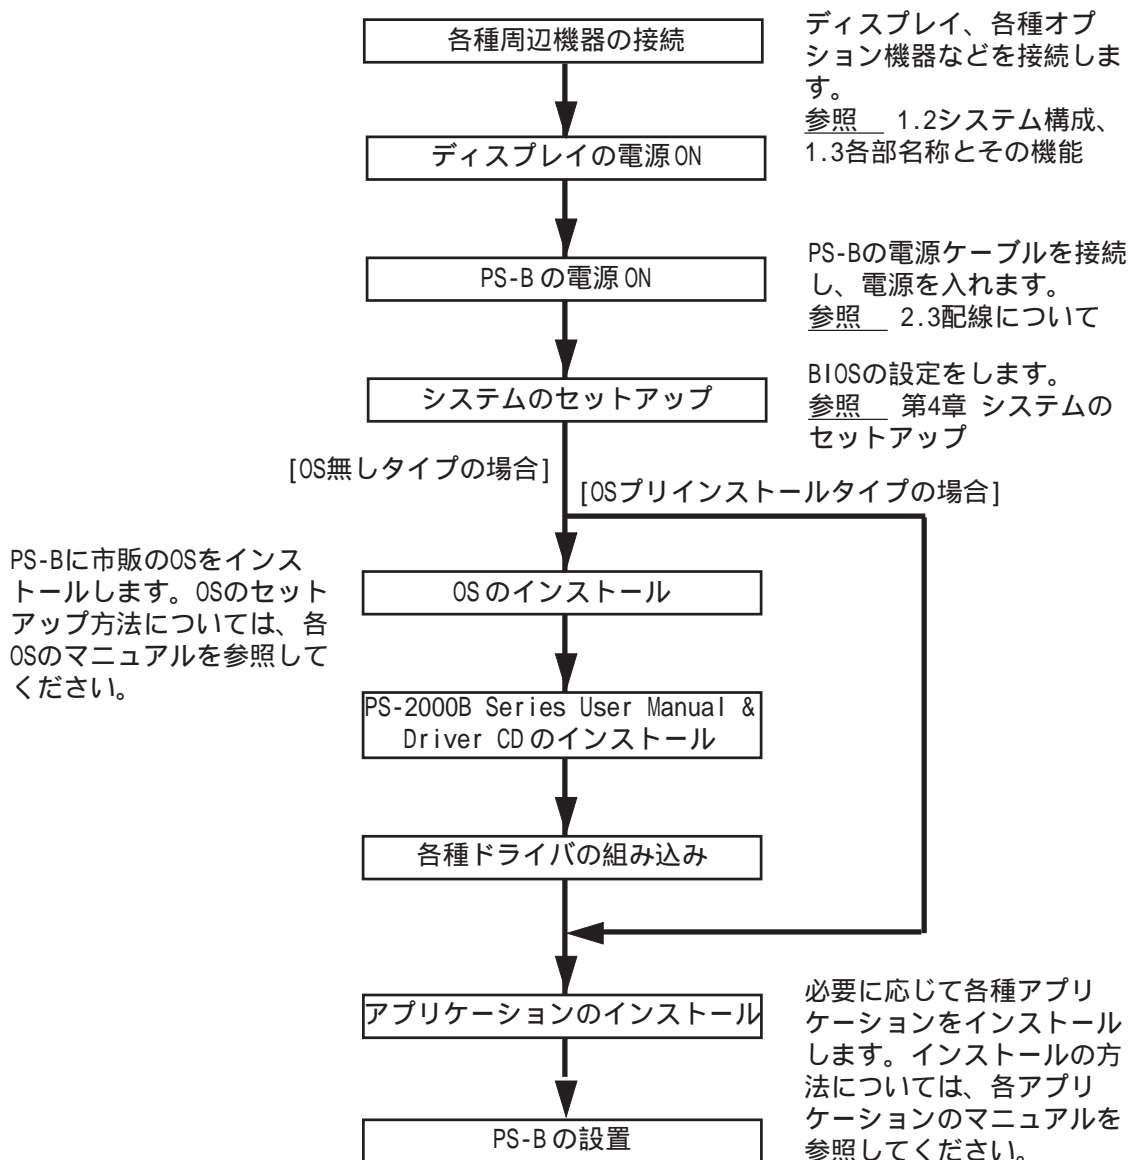 各種周辺機器の接続
ディスプレイ、各種オプ
ション機器などを接続しま
す。
参照 1.2システム構成、
1.3各部名称とその機能
ディスプレイの電源ON
PS-Bの電源ON
PS-Bの電源ケーブルを接続
し、電源を入れます。
参照 2.3配線について
システムのセットアップ
BIOSの設定をします。
参照 第4章 システムの
セットアップ
[OS無しタイプの場合]
[OSプリインストールタイプの場合]
PS-Bに市販のOSをインス
トールします。OSのセット
アップ方法については、各
OSのマニュアルを参照して
ください。
OSのインストール
PS-2000B Series User Manual &
Driver CDのインストール
各種ドライバの組み込み
アプリケーションのインストール
必要に応じて各種アプリ
ケーションをインストール
します。インストールの方
法については、各アプリ
ケーションのマニュアルを
参照してください。
PS-Bの設置